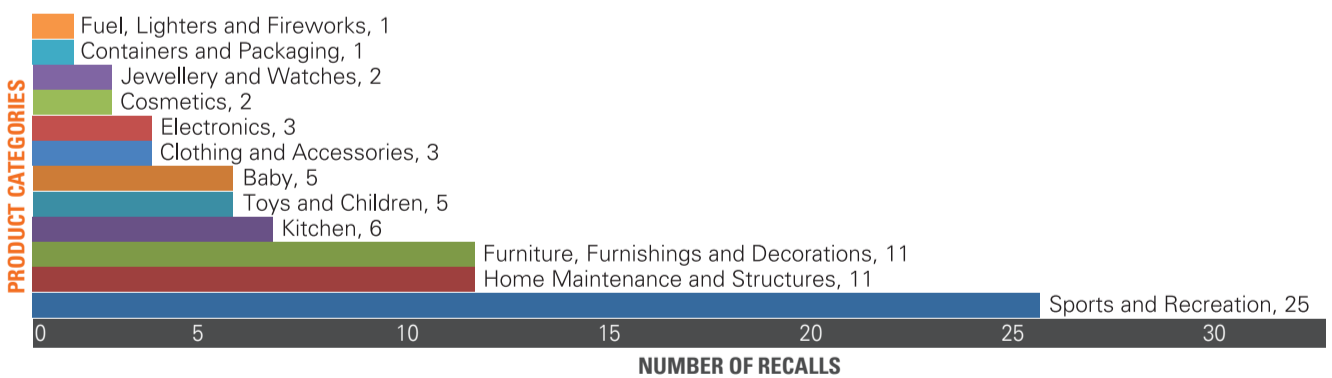 Fuel, Lighters and Fireworks, 1
Containers and Packaging, 1
Jewellery and Watches, 2
Cosmetics, 2
Electronics, 3
Clothing and Accessories, 3
Baby, 5
Toys and Children, 5
Kitchen, 6
Furniture, Furnishings and Decorations, 11
Home Maintenance and Structures, 11
Sports and Recreation, 25
PRODUCT CATEGORIES
0 5 10 15 20 25 30
NUMBER OF RECALLS